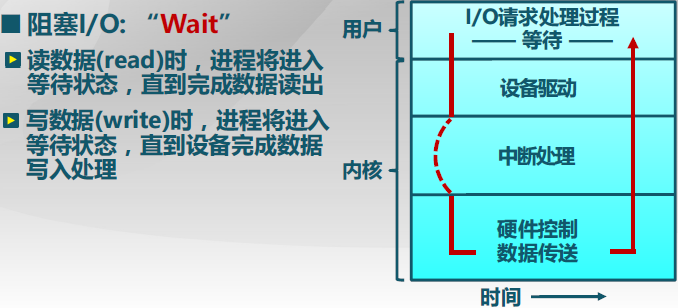 阻塞I/O: “Wait”
读数据(read)时，进程将进入
等待状态，直到完成数据读出
写数据(write)时，进程将进入
等待状态，直到设备完成数据
写入处理
用户
内核
I/O请求处理过程
等待
设备驱动
中断处理
硬件控制
数据传送
时间